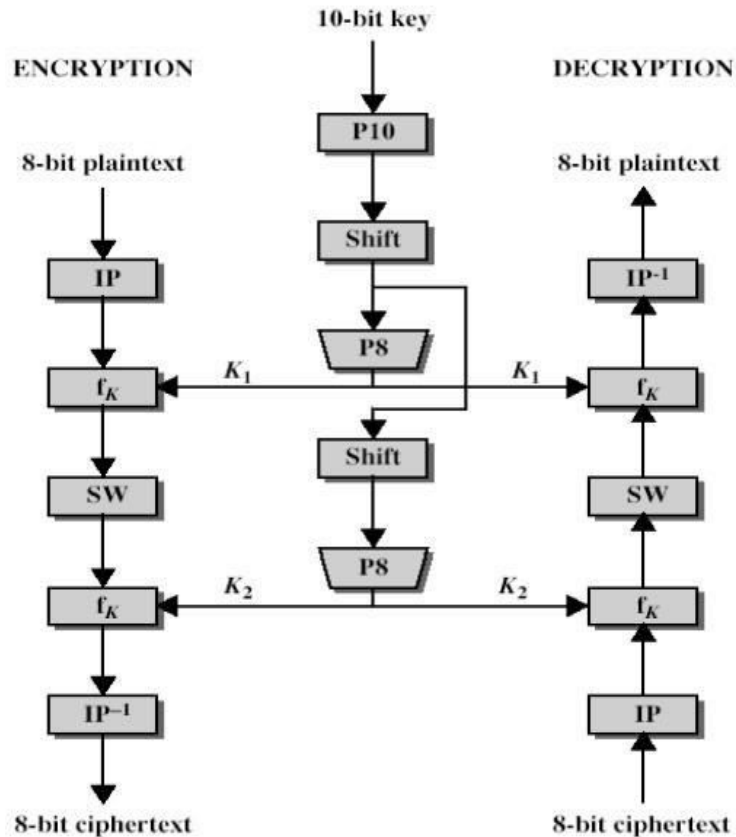 10-bit key
ENCRYPTION
DECRYPTION
P10
8-bit plaintext
8-bit plaintext
Shift
IP
IP-1
P8
K1
K1
fK
fK
Shift
SW
SW
P8
K2
K2
fK
fK
IP–1
IP
8-bit ciphertext
8-bit ciphertext